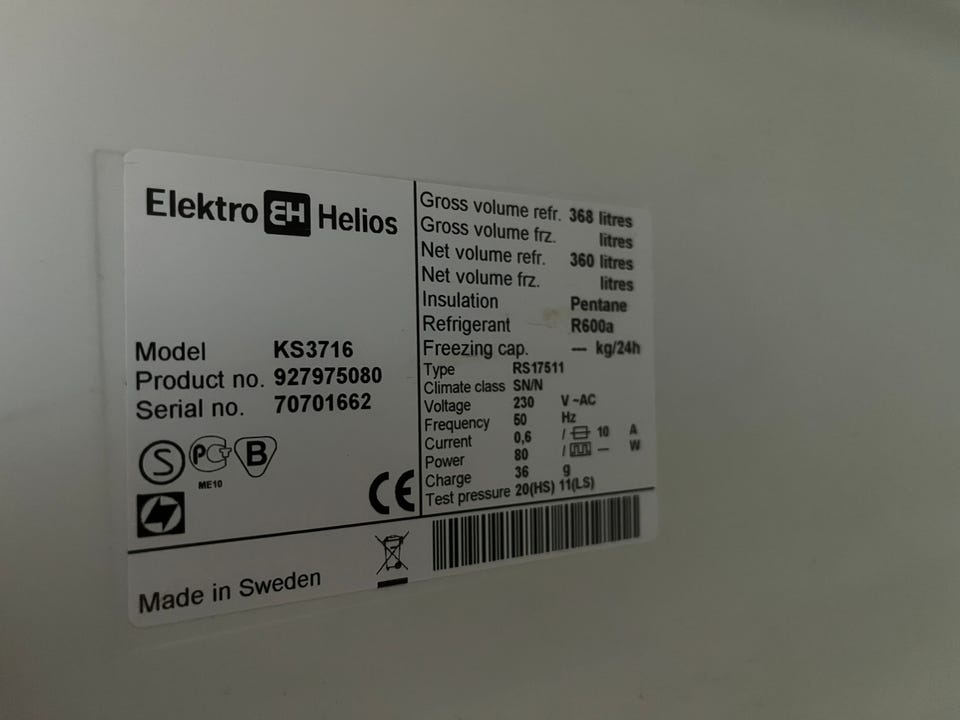 Elektro EH Helios
Model KS3716
Product no. 927975080
Serial no. 70701662
S PCT B
ME10
CE
Made in Sweden
Gross volume refr. 368 litres
Gross volume frz. litres
Net volume refr. 360 litres
Net volume frz. litres
Insulation Pentane
Refrigerant R600a
Freezing cap. --- kg/24h
Type RS17511
Climate class SN/N
Voltage 230 V ~AC
Frequency 50 Hz
Current 0,6 / 10 A
Power 80 / — W
Charge 36 g
Test pressure 20(HS) 11(LS)